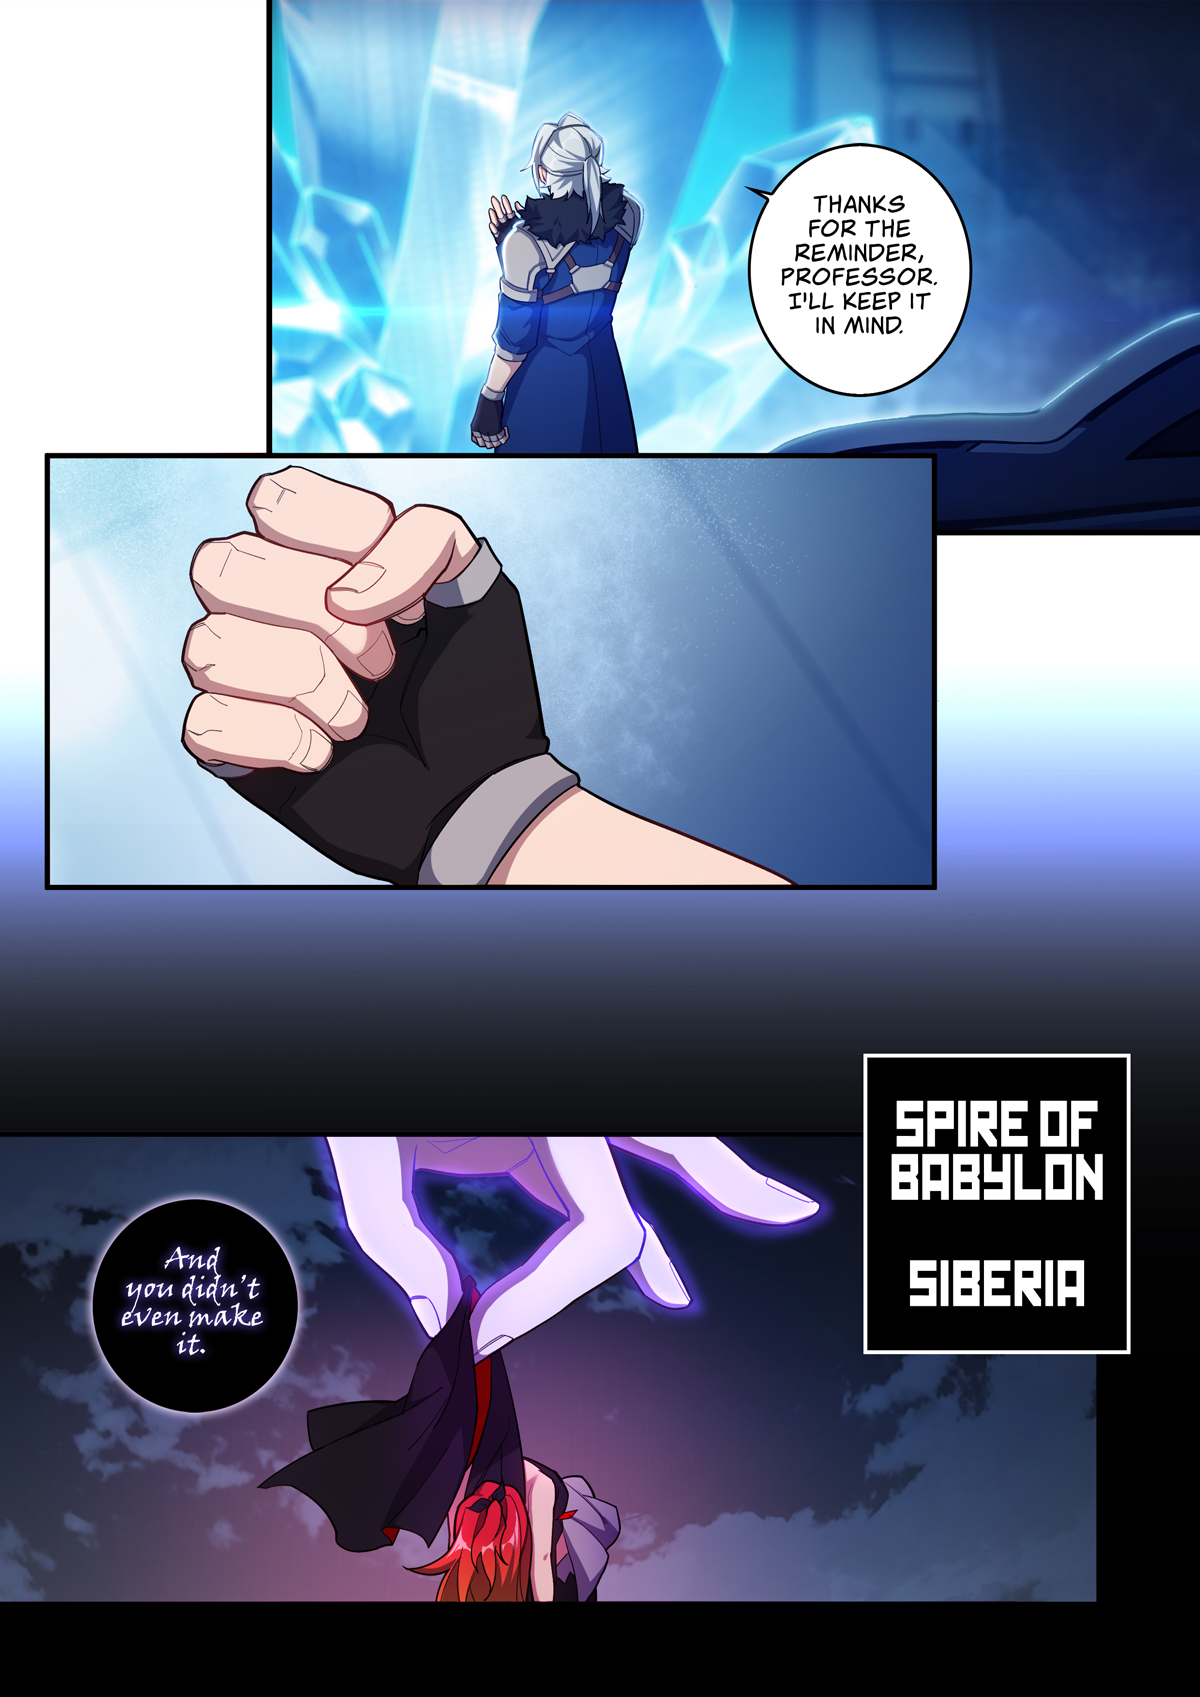 THANKS
FOR THE
REMINDER,
PROFESSOR.
I'LL KEEP IT
IN MIND.
SPIRE OF
BABYLON
SIBERIA
And
you didn't
even make
it.